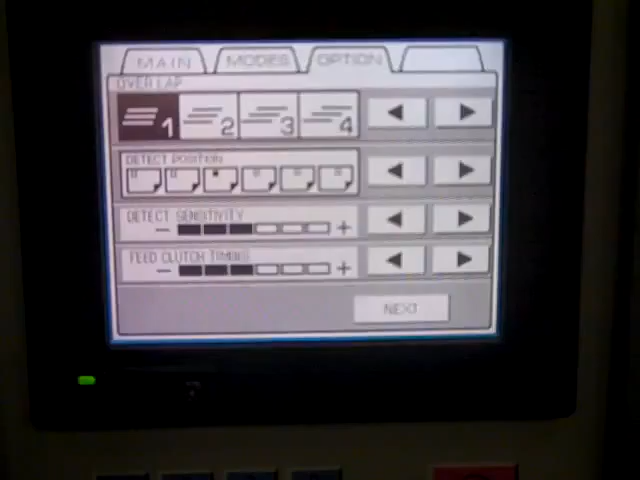 MAIN MODES OPTION
OVER LAP
1 2 3 4
DETECT POSITION
DETECT SENSITIVITY
− +
FEED CLUTCH TIMING
− +
NEXT